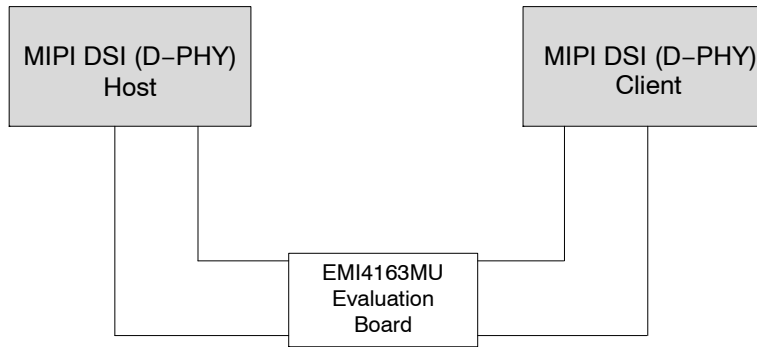 MIPI DSI (D−PHY)
Host
MIPI DSI (D−PHY)
Client
EMI4163MU
Evaluation
Board